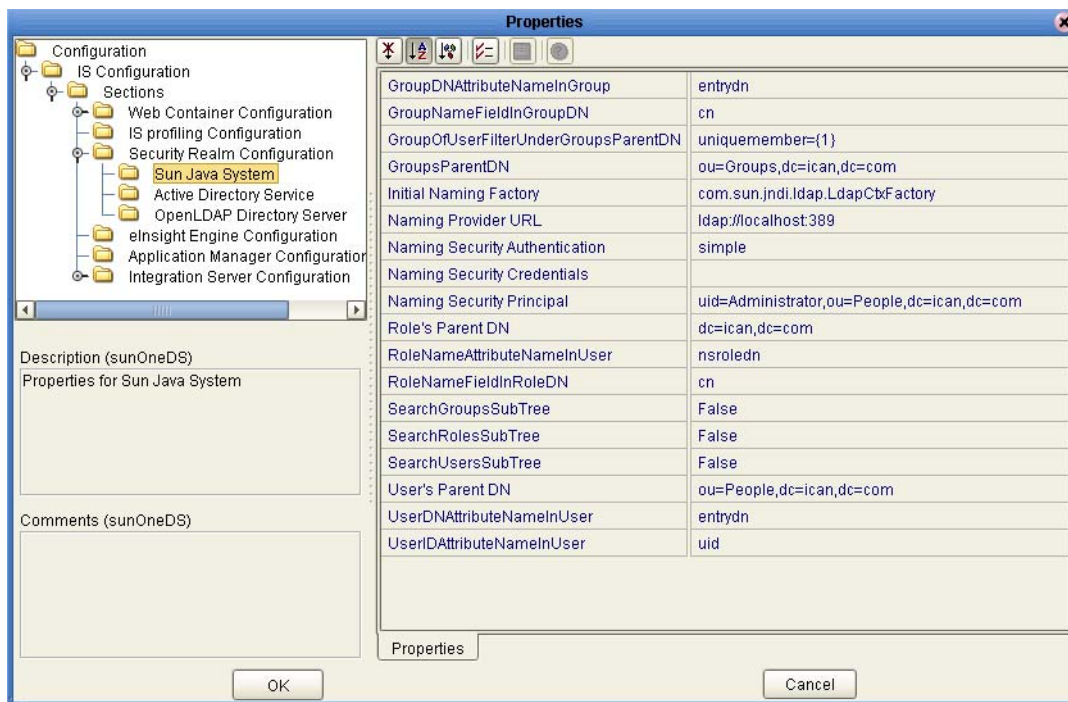 Properties
Configuration
IS Configuration
Sections
Web Container Configuration
IS profiling Configuration
Security Realm Configuration
Sun Java System
Active Directory Service
OpenLDAP Directory Server
eInsight Engine Configuration
Application Manager Configuration
Integration Server Configuration
Description (sunOneDS)
Properties for Sun Java System
Comments (sunOneDS)
GroupDNAttributeNameInGroup entrydn
GroupNameFieldInGroupDN cn
GroupOfUserFilterUnderGroupsParentDN uniquemember={1}
GroupsParentDN ou=Groups,dc=ican,dc=com
Initial Naming Factory com.sun.jndi.ldap.LdapCtxFactory
Naming Provider URL ldap://localhost:389
Naming Security Authentication simple
Naming Security Credentials
Naming Security Principal uid=Administrator,ou=People,dc=ican,dc=com
Role's Parent DN dc=ican,dc=com
RoleNameAttributeNameInUser nsroledn
RoleNameFieldInRoleDN cn
SearchGroupsSubTree False
SearchRolesSubTree False
SearchUsersSubTree False
User's Parent DN ou=People,dc=ican,dc=com
UserDNAttributeNameInUser entrydn
UserIDAttributeNameInUser uid
Properties
OK Cancel